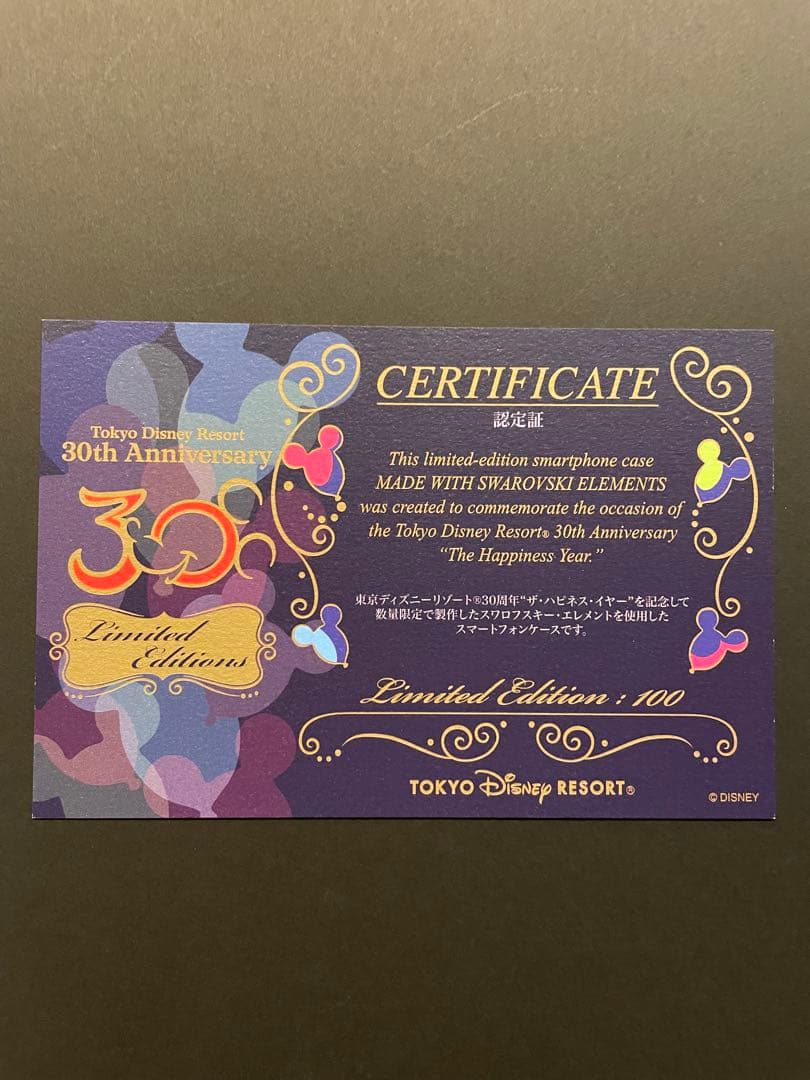 Tokyo Disney Resort
30th Anniversary
30
Limited
Editions
CERTIFICATE
認定証
This limited-edition smartphone case
MADE WITH SWAROVSKI ELEMENTS
was created to commemorate the occasion of
the Tokyo Disney Resort® 30th Anniversary
“The Happiness Year.”
東京ディズニーリゾート®30周年“ザ・ハピネス・イヤー”を記念して
数量限定で製作したスワロフスキー・エレメントを使用した
スマートフォンケースです。
Limited Edition : 100
TOKYO Disney RESORT®
© DISNEY